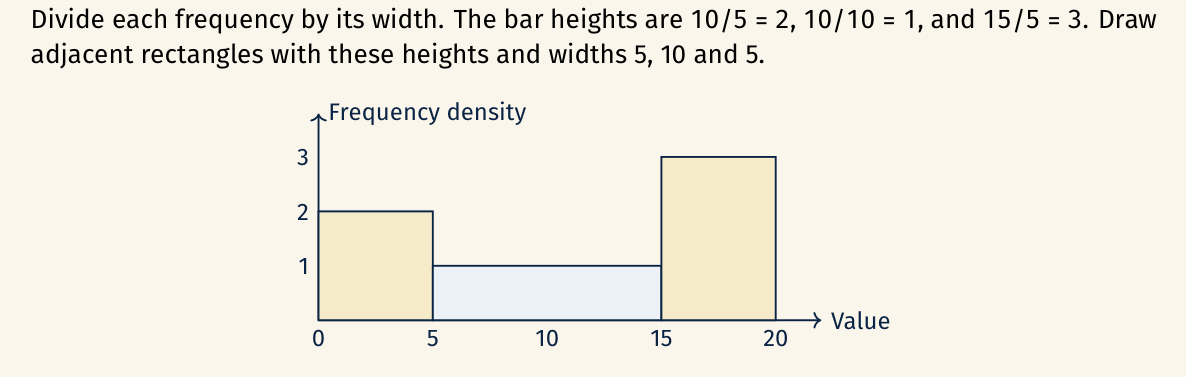 Divide each frequency by its width. The bar heights are 10/5 = 2, 10/10 = 1, and 15/5 = 3. Draw
adjacent rectangles with these heights and widths 5, 10 and 5.
Frequency density
3
2
1
0 5 10 15 20
Value